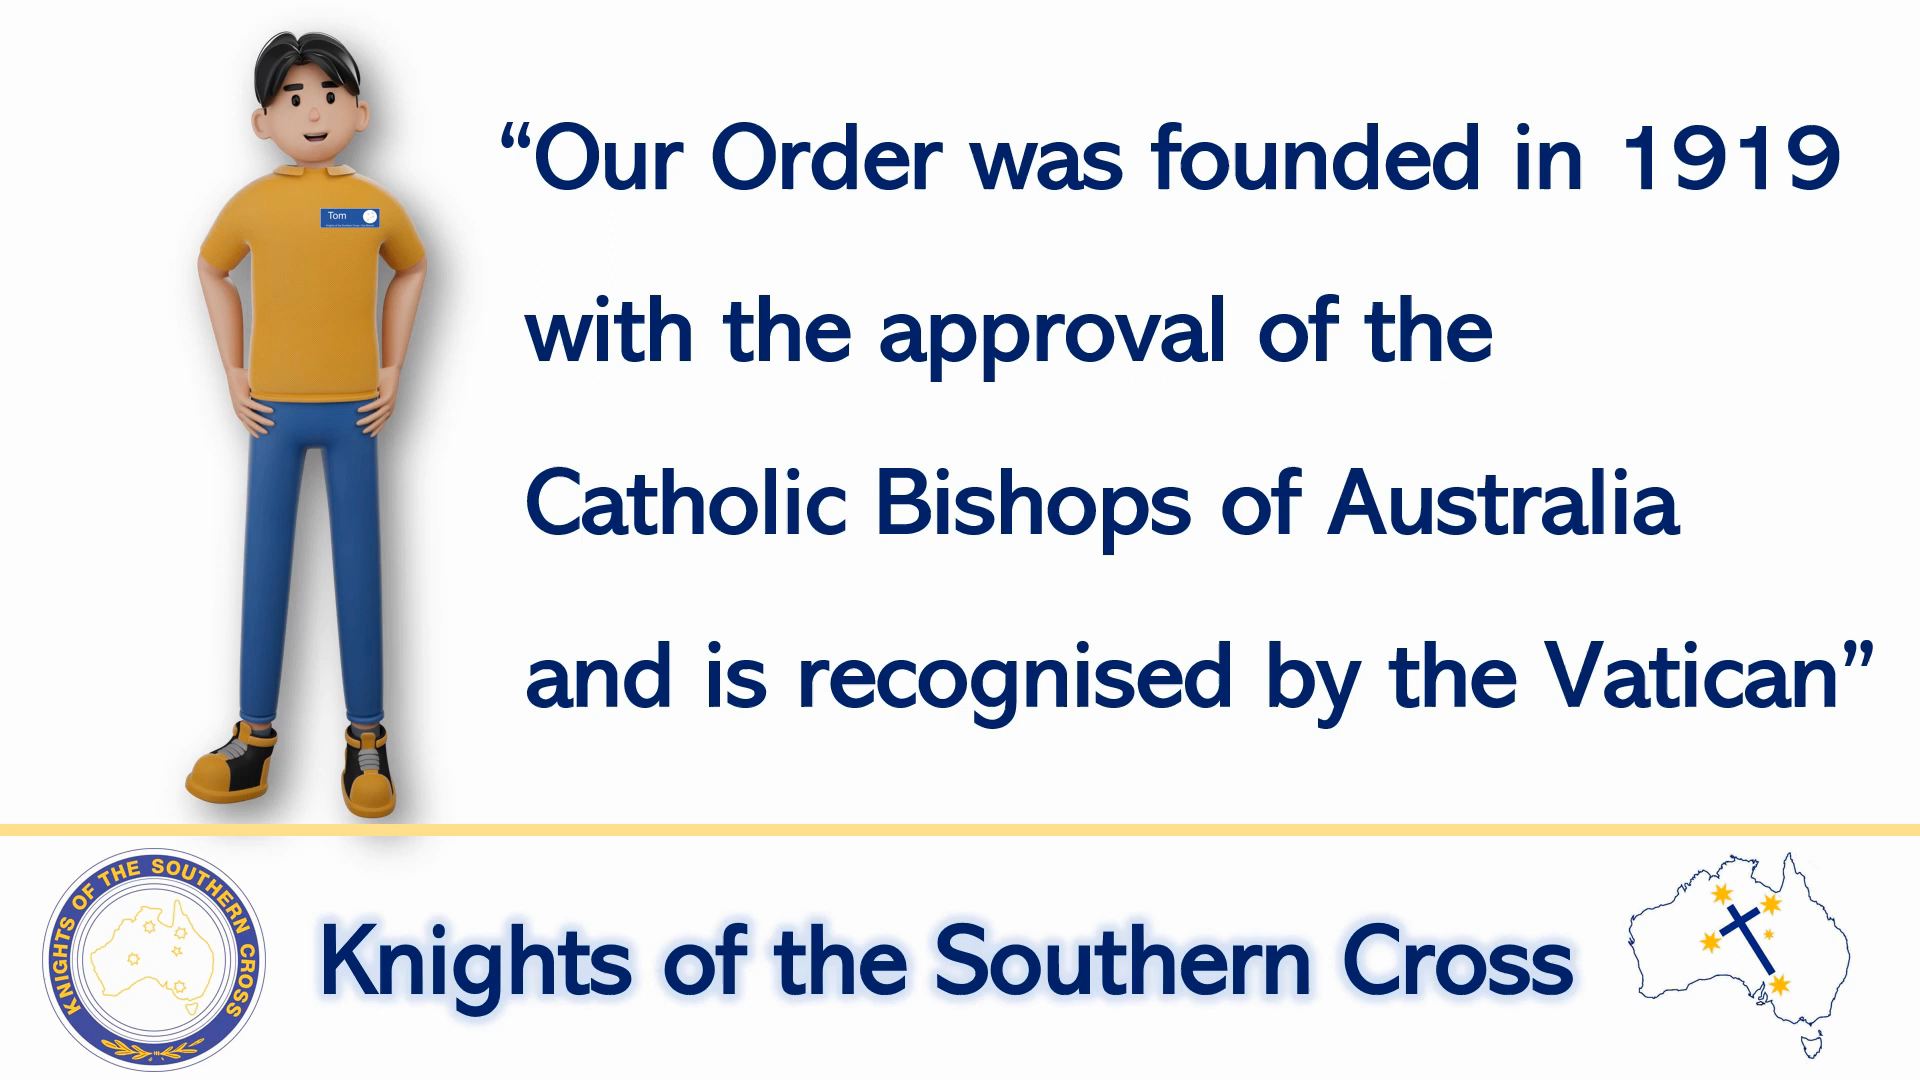 Tom
“Our Order was founded in 1919
with the approval of the
Catholic Bishops of Australia
and is recognised by the Vatican”
KNIGHTS OF THE SOUTHERN CROSS
Knights of the Southern Cross